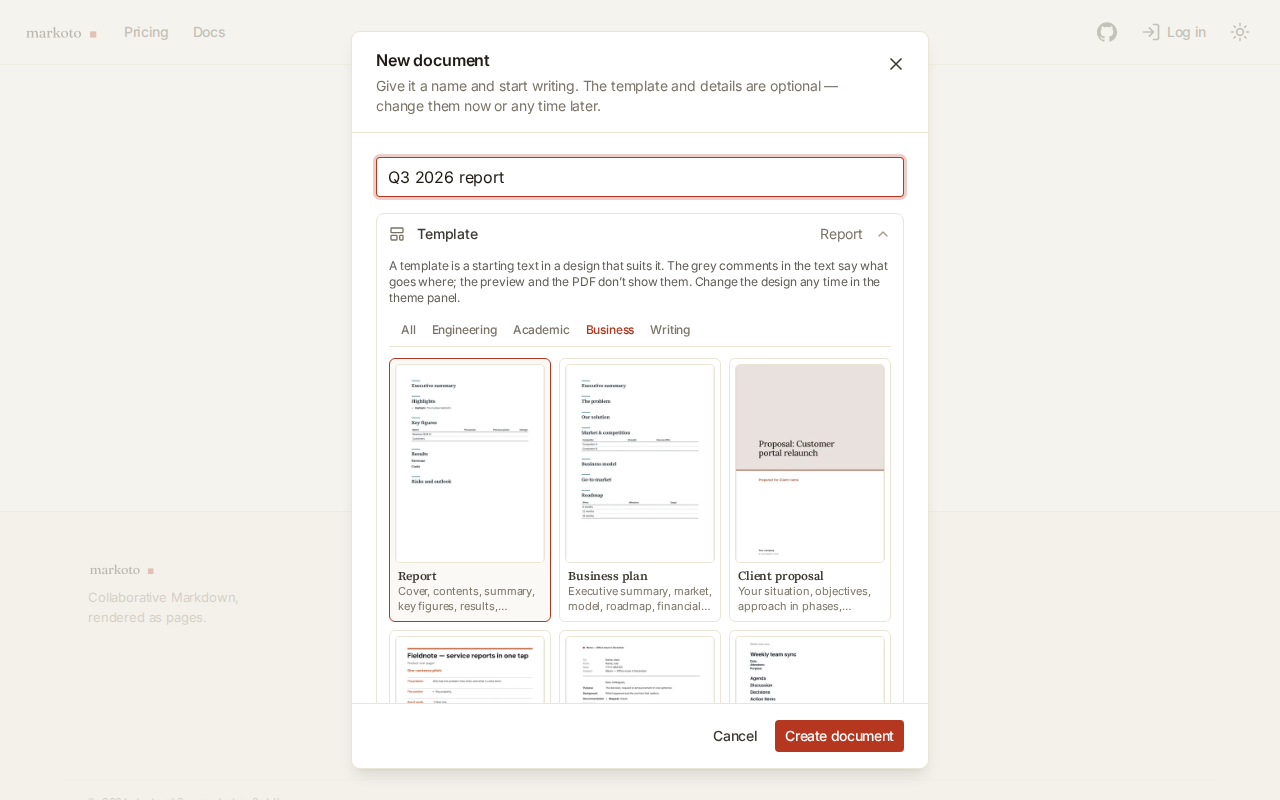 markoto
Pricing
Docs
Log in
New document
Give it a name and start writing. The template and details are optional —
change them now or any time later.
Q3 2026 report
Template
Report
A template is a starting text in a design that suits it. The grey comments in the text say what
goes where; the preview and the PDF don't show them. Change the design any time in the
theme panel.
All
Engineering
Academic
Business
Writing
Executive summary
Highlights
Key figures
Results
Risks and outlook
Report
Cover, contents, summary,
key figures, results,…
Executive summary
The problem
Our solution
Market & competition
Business model
Go-to-market
Roadmap
Business plan
Executive summary, market,
model, roadmap, financial…
Proposal: Customer
portal relaunch
Prepared for Client name
Client proposal
Your situation, objectives,
approach in phases,…
Fieldnote — service reports in one tap
Weekly team sync
Agenda
Discussion
Decisions
Action items
Cancel
Create document
markoto
Collaborative Markdown,
rendered as pages.